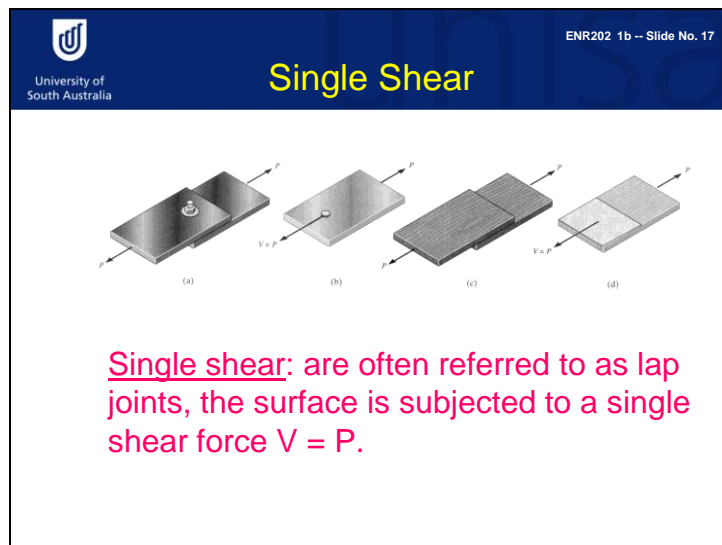 ENR202 1b -- Slide No. 17
University of
South Australia
Single Shear
P
P
(a)
P
V = P
(b)
P
P
(c)
P
V = P
(d)
Single shear: are often referred to as lap
joints, the surface is subjected to a single
shear force V = P.